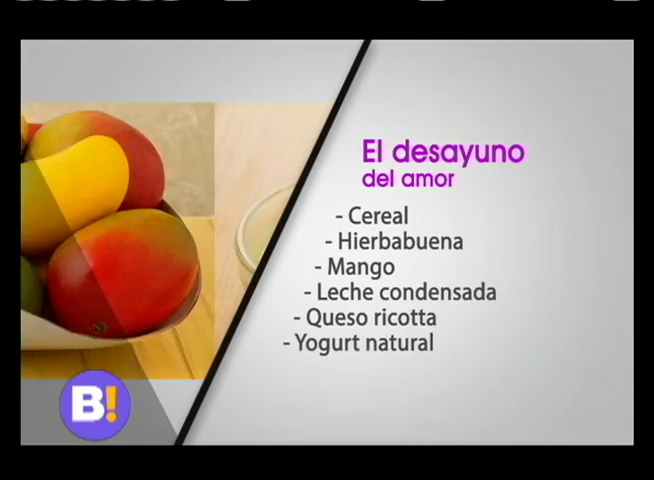 El desayuno
del amor
- Cereal
- Hierbabuena
- Mango
- Leche condensada
- Queso ricotta
- Yogurt natural
B!